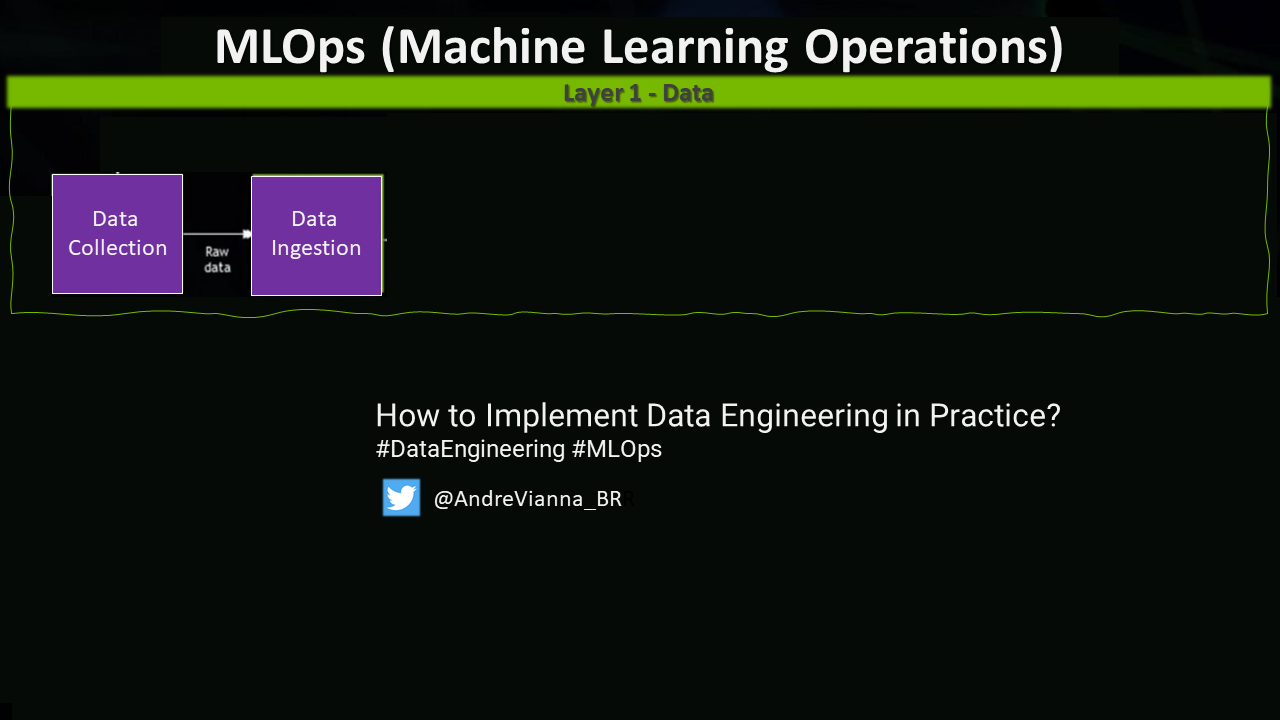 MLOps (Machine Learning Operations)
Layer 1 - Data
Data
Collection
Raw
data
Data
Ingestion
How to Implement Data Engineering in Practice?
#DataEngineering #MLOps
@AndreVianna_BR